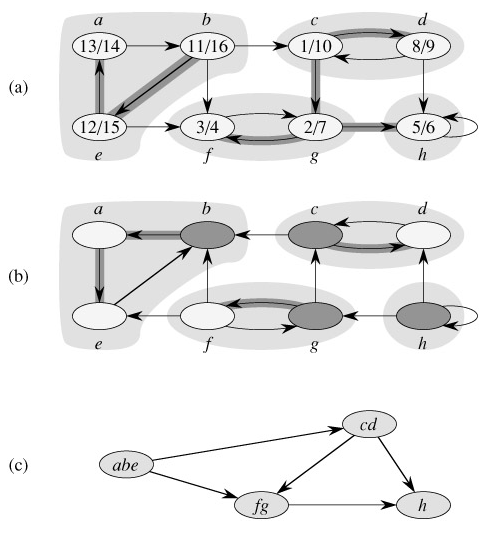 a b c d
(a) 13/14 11/16 1/10 8/9
12/15 3/4 2/7 5/6
e f g h
a b c d
(b)
e f g h
cd
(c) abe
fg h